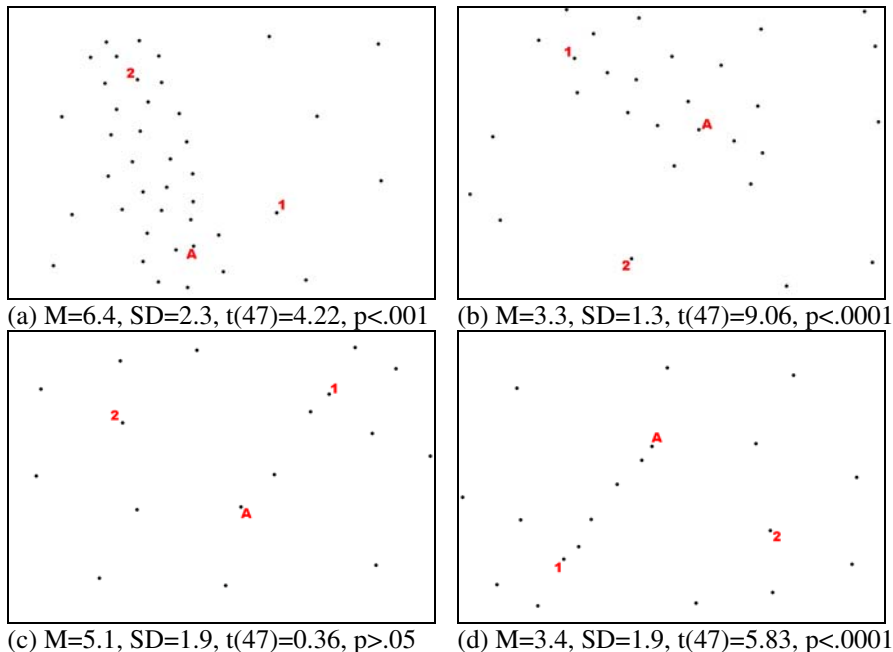 2
1
A
1
A
2
(a) M=6.4, SD=2.3, t(47)=4.22, p<.001
(b) M=3.3, SD=1.3, t(47)=9.06, p<.0001
1
2
A
A
2
1
(c) M=5.1, SD=1.9, t(47)=0.36, p>.05
(d) M=3.4, SD=1.9, t(47)=5.83, p<.0001